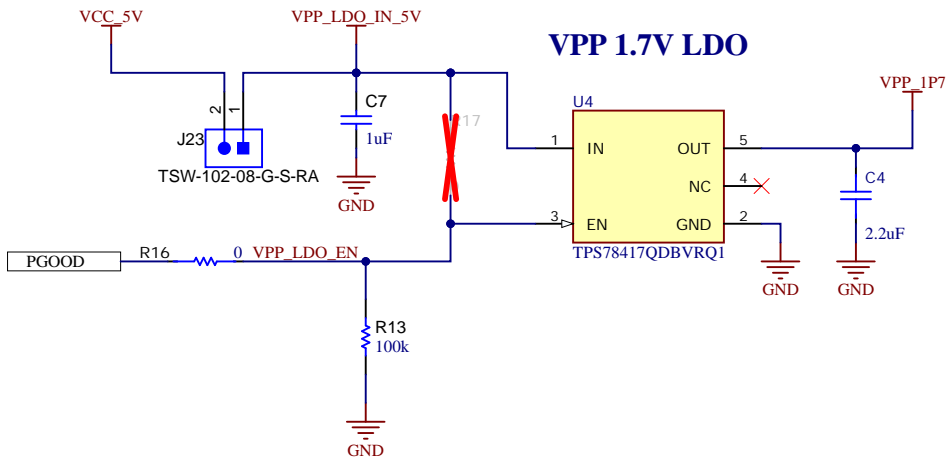 VCC_5V
VPP_LDO_IN_5V
VPP 1.7V LDO
VPP_1P7
U4
C7
1uF
17
2
1
J23
TSW-102-08-G-S-RA
GND
1
IN
OUT
5
NC
4
3
EN
GND
2
TPS78417QDBVRQ1
C4
2.2uF
GND
GND
PGOOD
R16
0
VPP_LDO_EN
R13
100k
GND